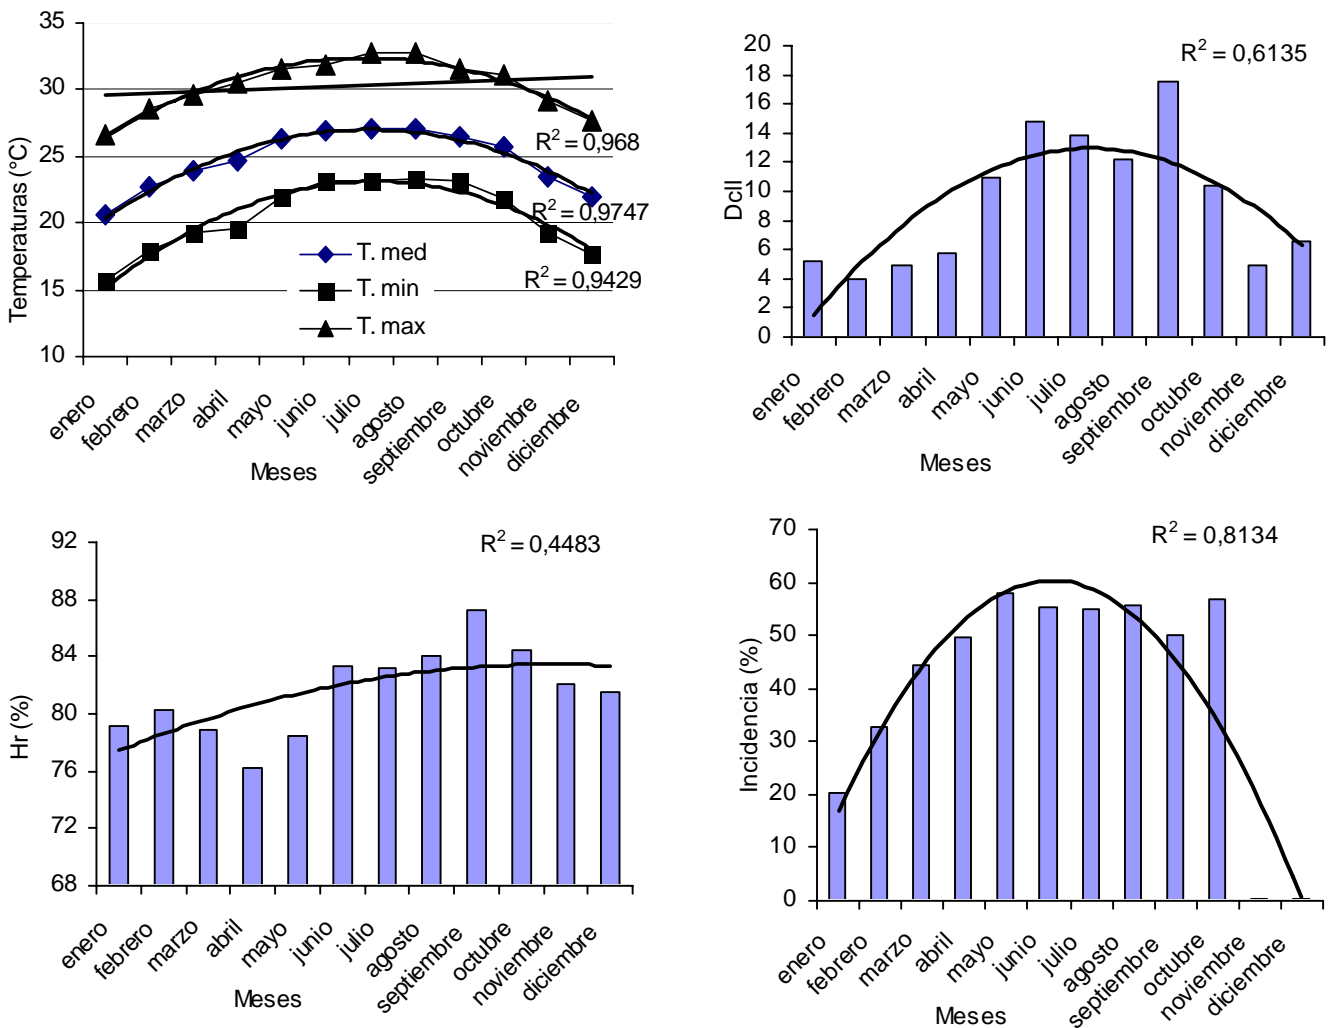 35
30
25
20
15
10
Temperaturas (°C)
R² = 0,968
R² = 0,9747
R² = 0,9429
T. med
T. min
T. max
enero
febrero
marzo
abril
mayo
junio
julio
agosto
septiembre
octubre
noviembre
diciembre
Meses
20
18
16
14
12
10
8
6
4
2
0
Dcll
R² = 0,6135
enero
febrero
marzo
abril
mayo
junio
julio
agosto
septiembre
octubre
noviembre
diciembre
Meses
92
88
84
80
76
72
68
Hr (%)
R² = 0,4483
enero
febrero
marzo
abril
mayo
junio
julio
agosto
septiembre
octubre
noviembre
diciembre
Meses
70
60
50
40
30
20
10
0
Incidencia (%)
R² = 0,8134
enero
febrero
marzo
abril
mayo
junio
julio
agosto
septiembre
octubre
noviembre
diciembre
Meses